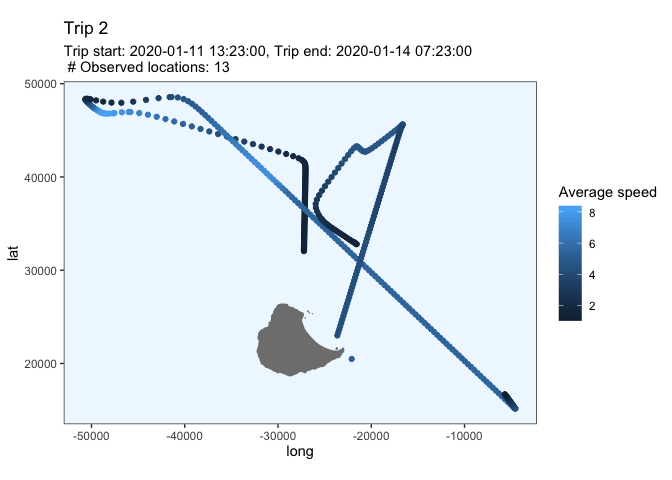 Trip 2
Trip start: 2020-01-11 13:23:00, Trip end: 2020-01-14 07:23:00
# Observed locations: 13
50000
40000
30000
20000
lat
-50000 -40000 -30000 -20000 -10000
long
Average speed
8
6
4
2